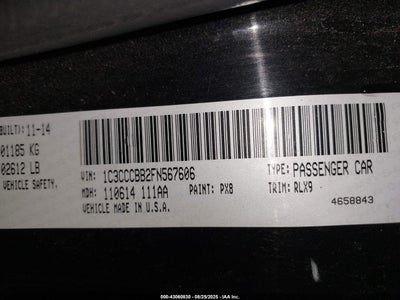 BUILT): 11-14
01185 KG
02612 LB
VEHICLE SAFETY.
VIN: 1C3CCCBB2FN567606
TYPE: PASSENGER CAR
MDH: 110614 111AA
PAINT: PX8
TRIM: RLX9
VEHICLE MADE IN U.S.A.
4658843
000-43060830 - 08/25/2025 - IAA Inc.